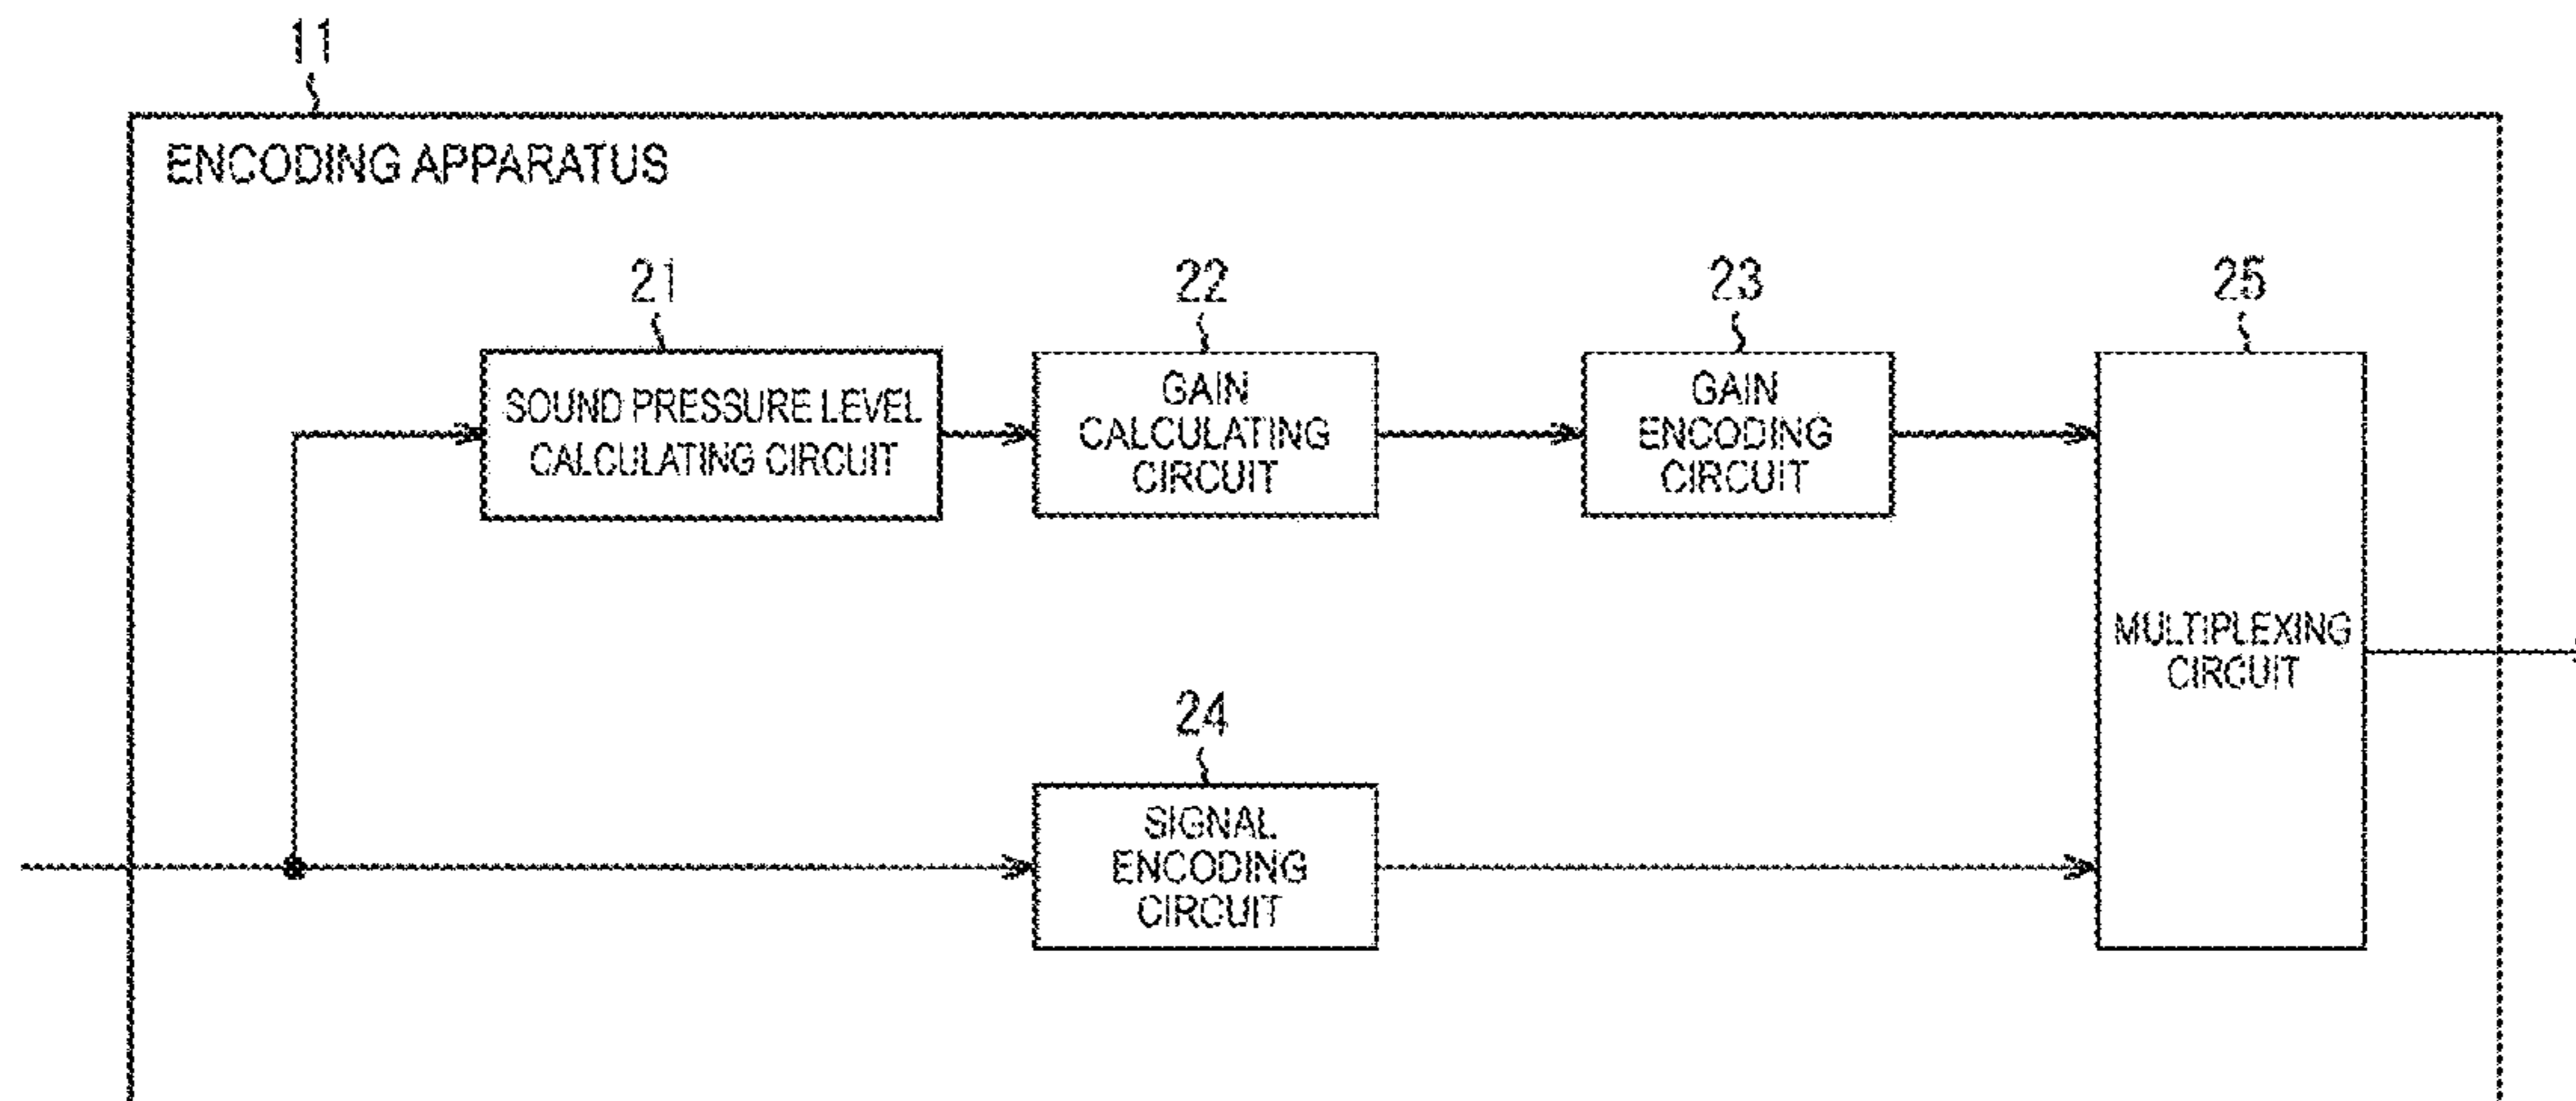 11
ENCODING APPARATUS
21
22
23
25
SOUND PRESSURE LEVEL
CALCULATING CIRCUIT
GAIN
CALCULATING
CIRCUIT
GAIN
ENCODING
CIRCUIT
MULTIPLEXING
CIRCUIT
24
SIGNAL
ENCODING
CIRCUIT